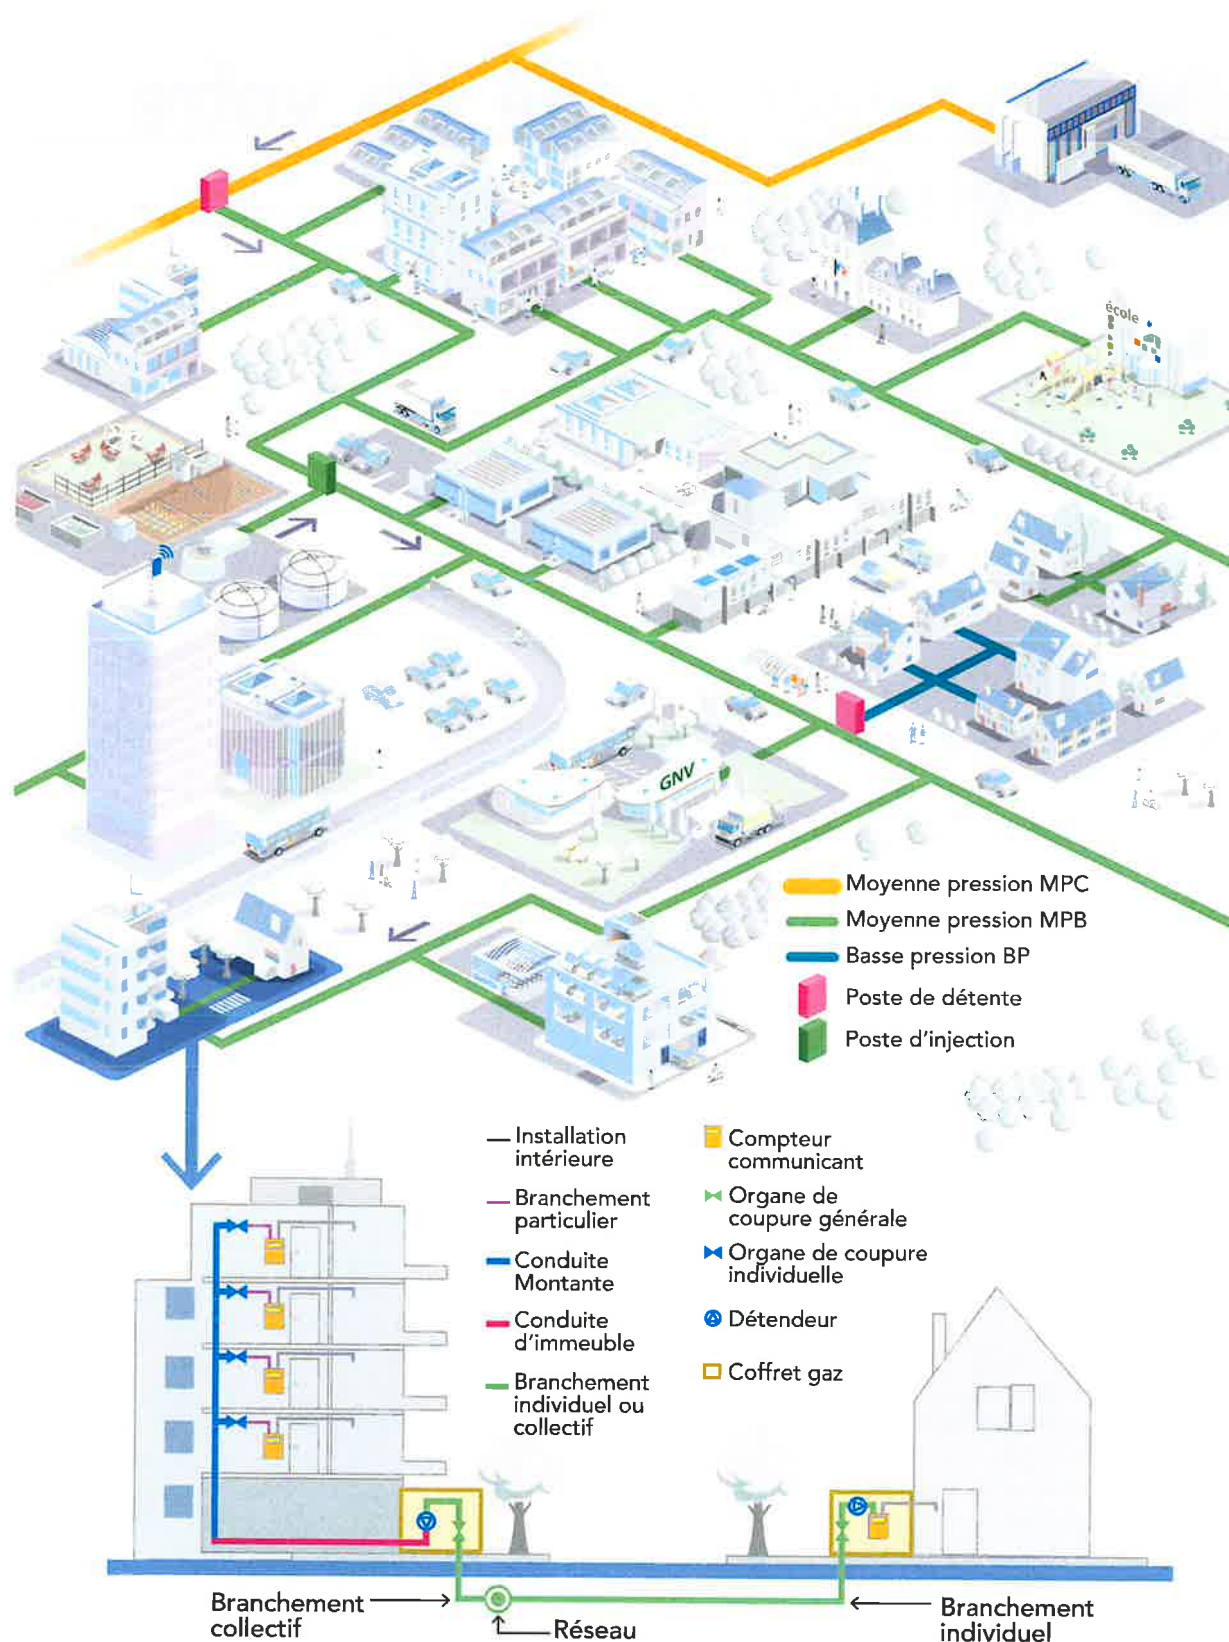 école
GNV
Moyenne pression MPC
Moyenne pression MPB
Basse pression BP
Poste de détente
Poste d'injection
Installation
intérieure
Branchement
particulier
Conduite
Montante
Conduite
d'immeuble
Branchement
individuel ou
collectif
Compteur
communicant
Organe de
coupure générale
Organe de coupure
individuelle
Détendeur
Coffret gaz
Branchement
collectif
Réseau
Branchement
individuel